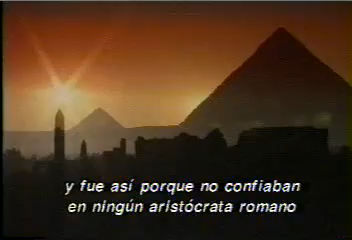 y fue así porque no confiaban
en ningún aristócrata romano